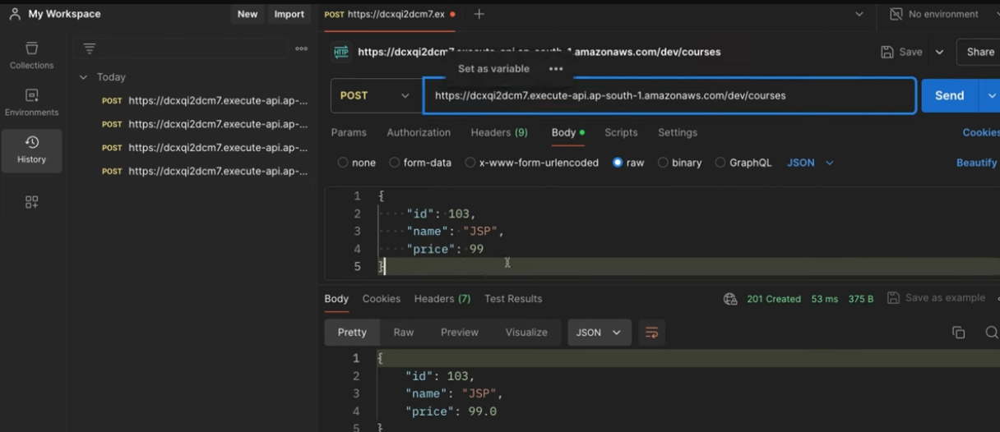 My Workspace
New
Import
POST https://dcxqi2dcm7.ex
No environment
Collections
Environments
History
Today
POST https://dcxqi2dcm7.execute-api.ap-...
POST https://dcxqi2dcm7.execute-api.ap-...
POST https://dcxqi2dcm7.execute-api.ap-...
POST https://dcxqi2dcm7.execute-api.ap-...
HTTP https://dcxqi2dcm7.execute-api.ap-south-1.amazonaws.com/dev/courses
Save
Share
Set as variable
POST
https://dcxqi2dcm7.execute-api.ap-south-1.amazonaws.com/dev/courses
Send
Params Authorization Headers (9) Body Scripts Settings Cookies
none form-data x-www-form-urlencoded raw binary GraphQL JSON Beautify
1 {
2 "id": 103,
3 "name": "JSP",
4 "price": 99
5 }
Body Cookies Headers (7) Test Results 201 Created 53 ms 375 B Save as example
Pretty Raw Preview Visualize JSON
1 {
2 "id": 103,
3 "name": "JSP",
4 "price": 99.0
5 }